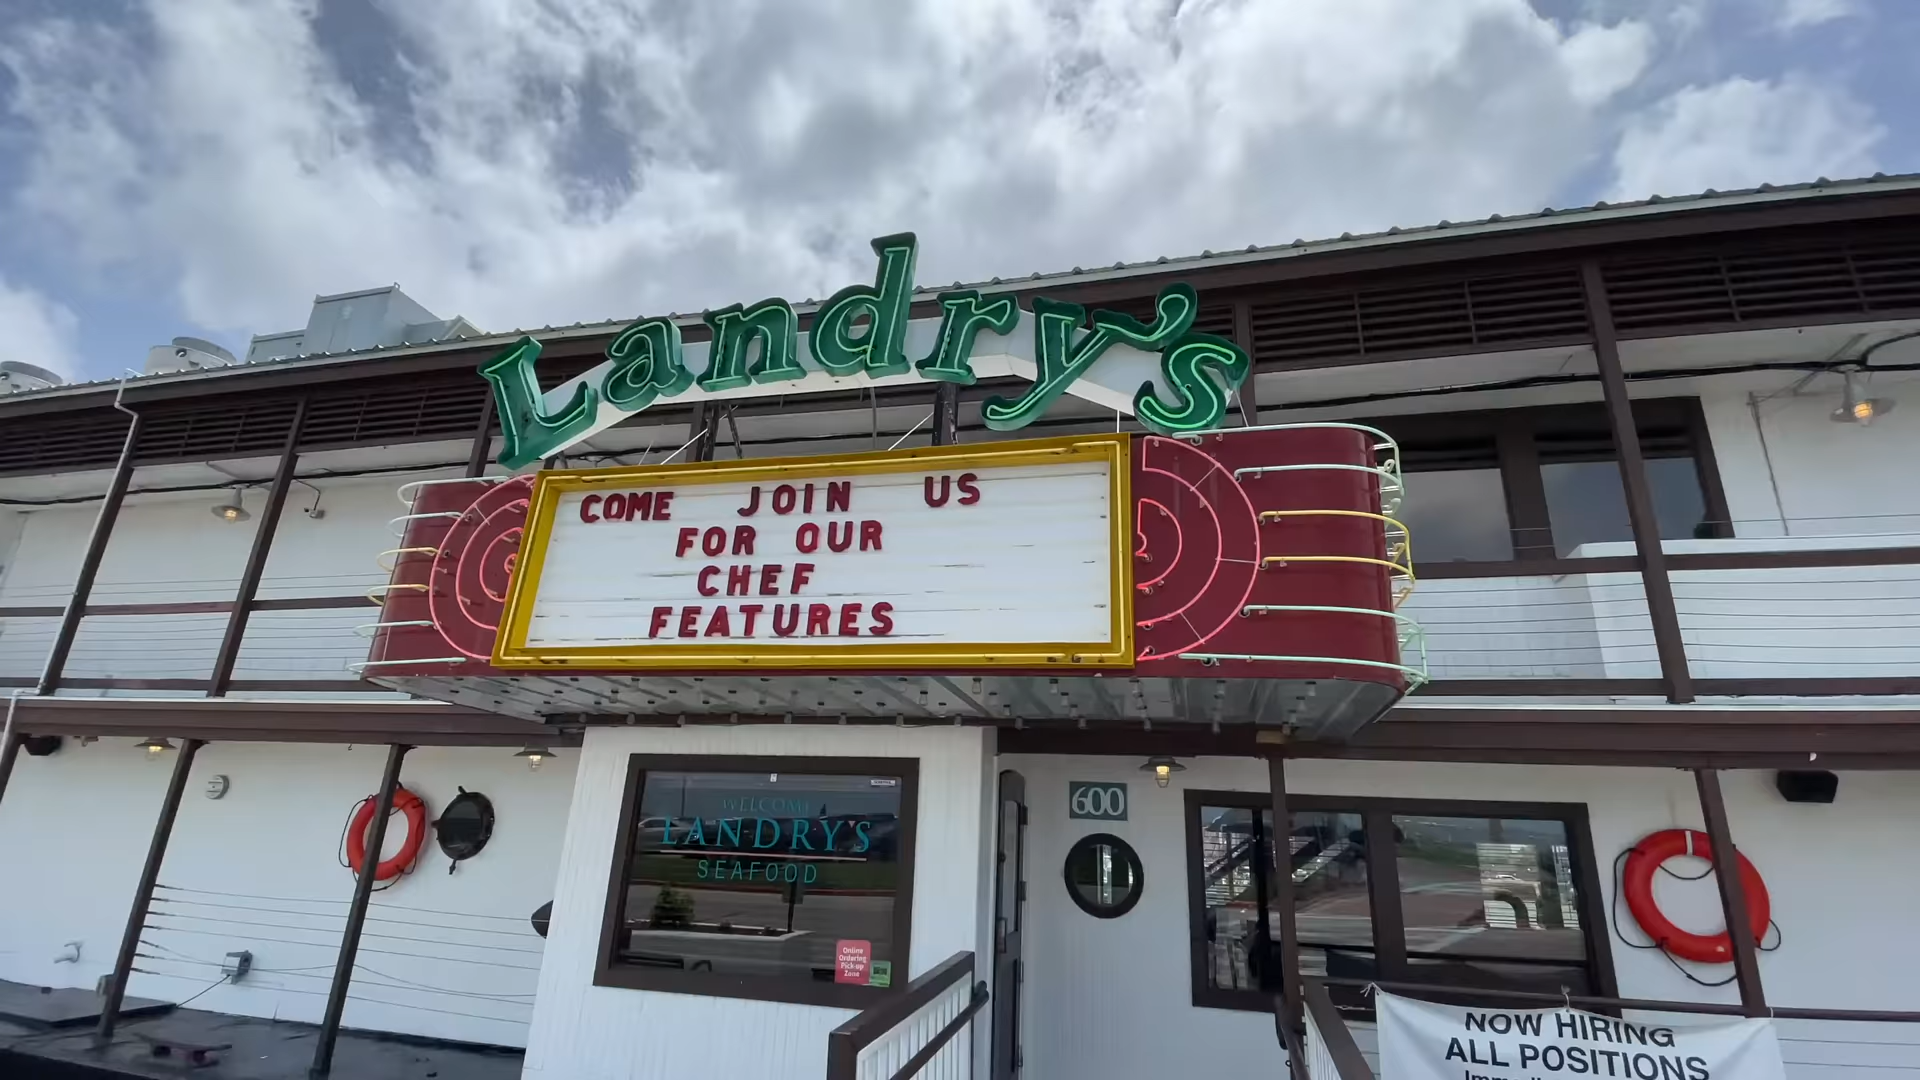 Landry's
COME JOIN US
FOR OUR
CHEF
FEATURES
WELCOME
LANDRY'S
SEAFOOD
600
Online
Ordering
Pick-up
Zone
NOW HIRING
ALL POSITIONS